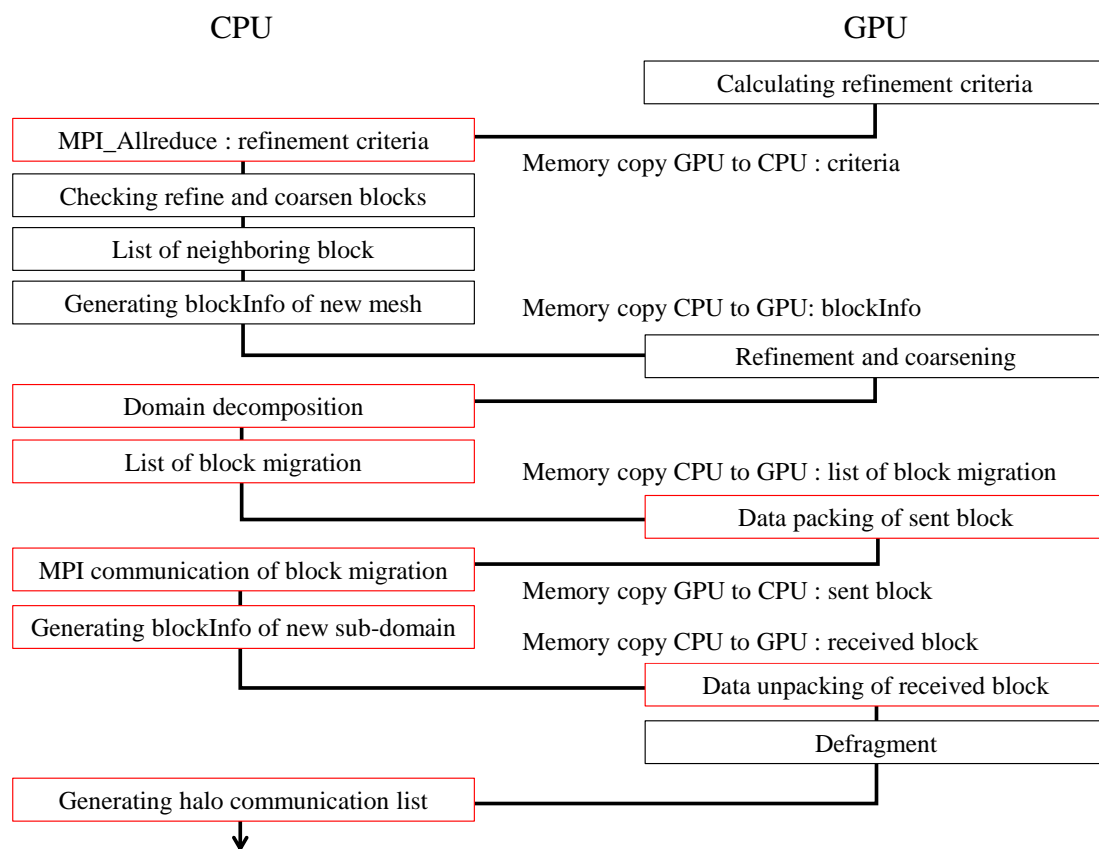 CPU
GPU
Calculating refinement criteria
MPI_Allreduce : refinement criteria
Memory copy GPU to CPU : criteria
Checking refine and coarsen blocks
List of neighboring block
Generating blockInfo of new mesh
Memory copy CPU to GPU: blockInfo
Refinement and coarsening
Domain decomposition
List of block migration
Memory copy CPU to GPU : list of block migration
Data packing of sent block
MPI communication of block migration
Memory copy GPU to CPU : sent block
Generating blockInfo of new sub-domain
Memory copy CPU to GPU : received block
Data unpacking of received block
Defragment
Generating halo communication list